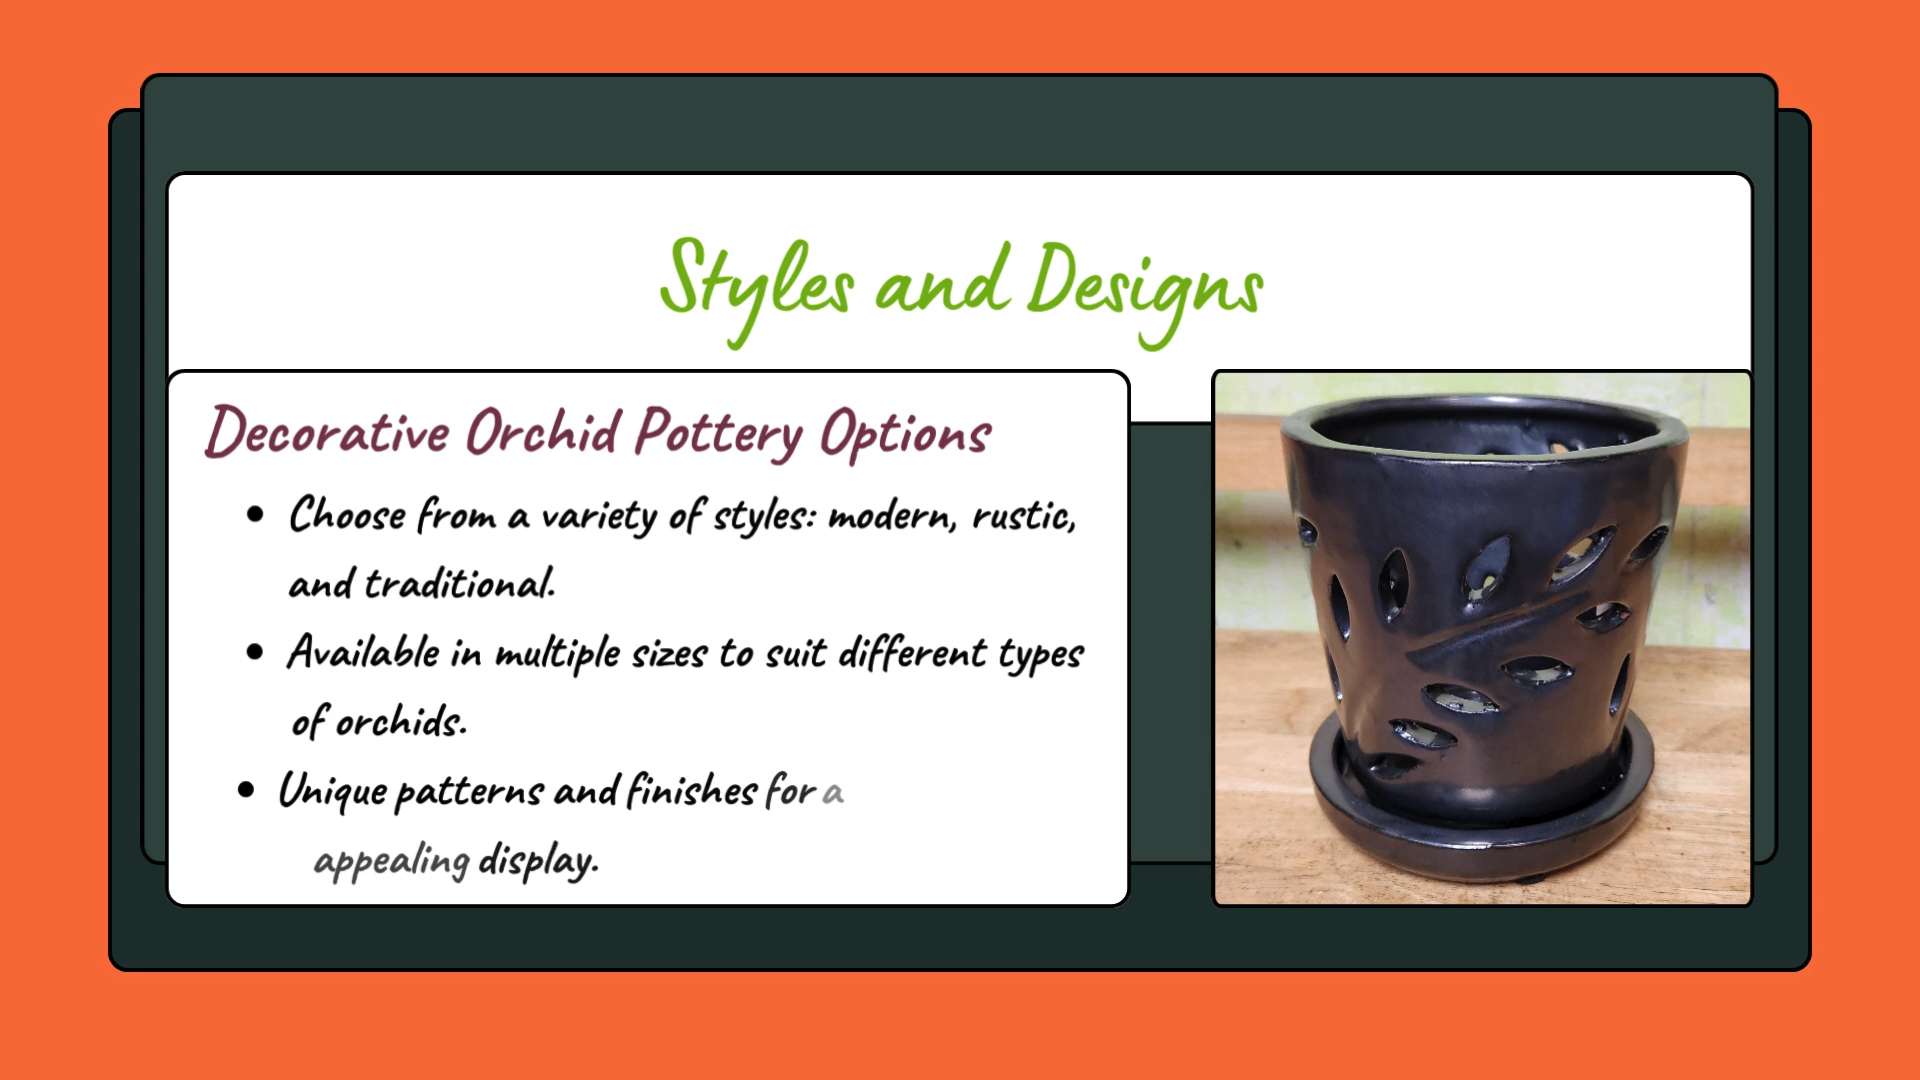 Styles and Designs
Decorative Orchid Pottery Options
• Choose from a variety of styles: modern, rustic,
and traditional.
• Available in multiple sizes to suit different types
of orchids.
• Unique patterns and finishes for a
appealing display.